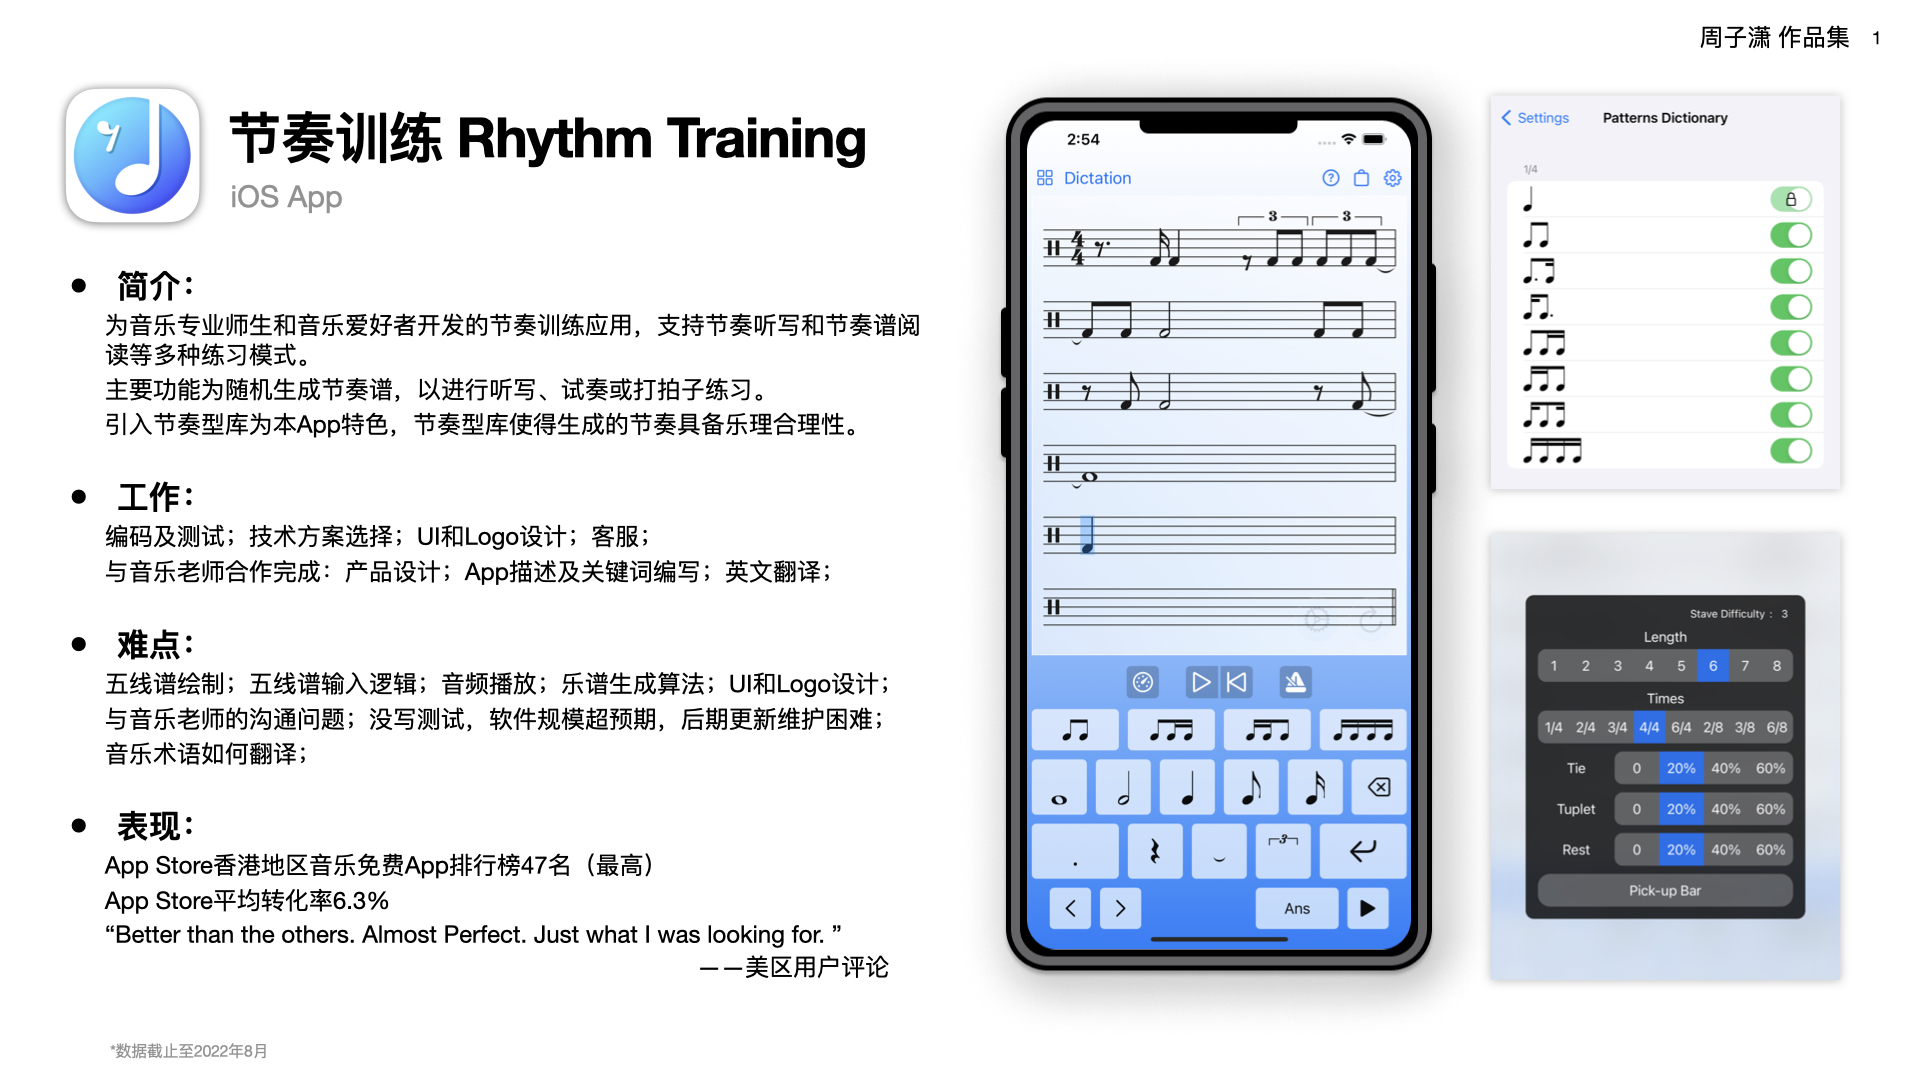 周子潇 作品集 1
节奏训练 Rhythm Training
iOS App
• 简介：
为音乐专业师生和音乐爱好者开发的节奏训练应用，支持节奏听写和节奏谱阅
读等多种练习模式。
主要功能为随机生成节奏谱，以进行听写、试奏或打拍子练习。
引入节奏型库为本App特色，节奏型库使得生成的节奏具备乐理合理性。
• 工作：
编码及测试；技术方案选择；UI和Logo设计；客服；
与音乐老师合作完成：产品设计；App描述及关键词编写；英文翻译；
• 难点：
五线谱绘制；五线谱输入逻辑；音频播放；乐谱生成算法；UI和Logo设计；
与音乐老师的沟通问题；没写测试，软件规模超预期，后期更新维护困难；
音乐术语如何翻译；
• 表现：
App Store香港地区音乐免费App排行榜47名（最高）
App Store平均转化率6.3%
“Better than the others. Almost Perfect. Just what I was looking for. ”
——美区用户评论
*数据截止至2022年8月
2:54
Dictation
3 3
4
4
3
Ans
Settings Patterns Dictionary
1/4
Stave Difficulty : 3
Length
1 2 3 4 5 6 7 8
Times
1/4 2/4 3/4 4/4 6/4 2/8 3/8 6/8
Tie 0 20% 40% 60%
Tuplet 0 20% 40% 60%
Rest 0 20% 40% 60%
Pick-up Bar